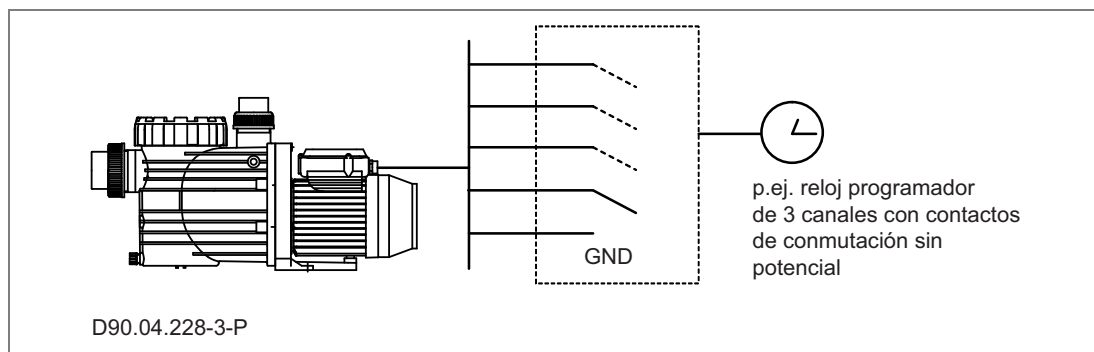 GND
p.ej. reloj programador
de 3 canales con contactos
de conmutación sin
potencial
D90.04.228-3-P